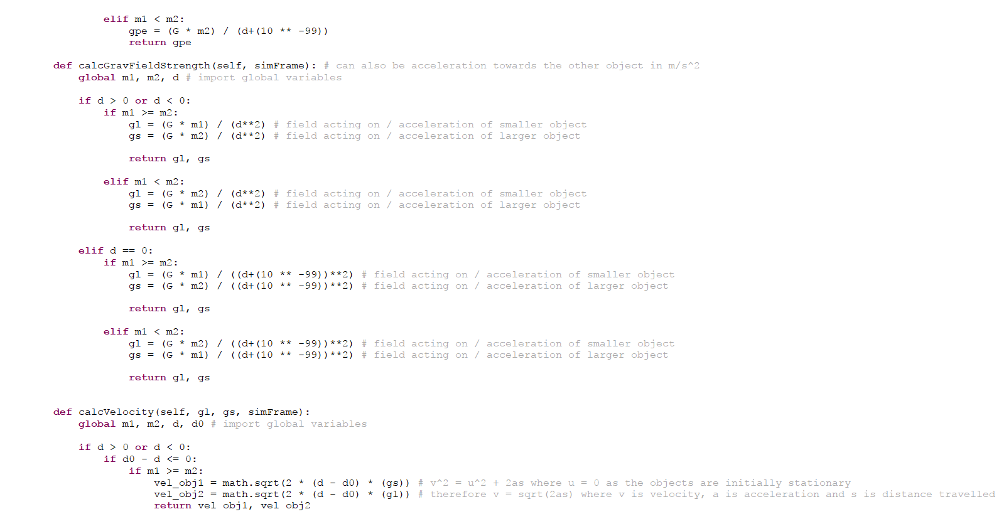 elif m1 < m2:
gpe = (G * m2) / (d+(10 ** -99))
return gpe
def calcGravFieldStrength(self, simFrame): # can also be acceleration towards the other object in m/s^2
global m1, m2, d # import global variables
if d > 0 or d < 0:
if m1 >= m2:
gl = (G * m1) / (d**2) # field acting on / acceleration of smaller object
gs = (G * m2) / (d**2) # field acting on / acceleration of larger object
return gl, gs
elif m1 < m2:
gl = (G * m2) / (d**2) # field acting on / acceleration of smaller object
gs = (G * m1) / (d**2) # field acting on / acceleration of larger object
return gl, gs
elif d == 0:
if m1 >= m2:
gl = (G * m1) / ((d+(10 ** -99))**2) # field acting on / acceleration of smaller object
gs = (G * m2) / ((d+(10 ** -99))**2) # field acting on / acceleration of larger object
return gl, gs
elif m1 < m2:
gl = (G * m2) / ((d+(10 ** -99))**2) # field acting on / acceleration of smaller object
gs = (G * m1) / ((d+(10 ** -99))**2) # field acting on / acceleration of larger object
return gl, gs
def calcVelocity(self, gl, gs, simFrame):
global m1, m2, d, d0 # import global variables
if d > 0 or d < 0:
if d0 - d <= 0:
if m1 >= m2:
vel_obj1 = math.sqrt(2 * (d - d0) * (gs)) # v^2 = u^2 + 2as where u = 0 as the objects are initially stationary
vel_obj2 = math.sqrt(2 * (d - d0) * (gl)) # therefore v = sqrt(2as) where v is velocity, a is acceleration and s is distance travelled
return vel_obj1, vel_obj2